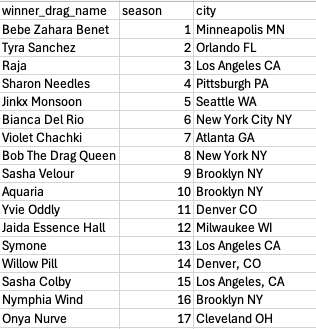 winner_drag_name season city
Bebe Zahara Benet 1 Minneapolis MN
Tyra Sanchez 2 Orlando FL
Raja 3 Los Angeles CA
Sharon Needles 4 Pittsburgh PA
Jinkx Monsoon 5 Seattle WA
Bianca Del Rio 6 New York City NY
Violet Chachki 7 Atlanta GA
Bob The Drag Queen 8 New York NY
Sasha Velour 9 Brooklyn NY
Aquaria 10 Brooklyn NY
Yvie Oddly 11 Denver CO
Jaida Essence Hall 12 Milwaukee WI
Symone 13 Los Angeles CA
Willow Pill 14 Denver, CO
Sasha Colby 15 Los Angeles, CA
Nymphia Wind 16 Brooklyn NY
Onya Nurve 17 Cleveland OH